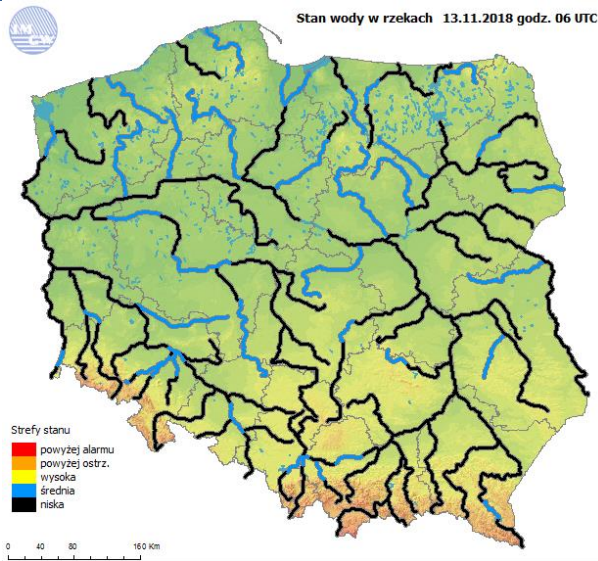 Stan wody w rzekach 13.11.2018 godz. 06 UTC
Strefy stanu
powyżej alarmu
powyżej ostrz.
wysoka
średnia
niska
0 40 80 160 Km